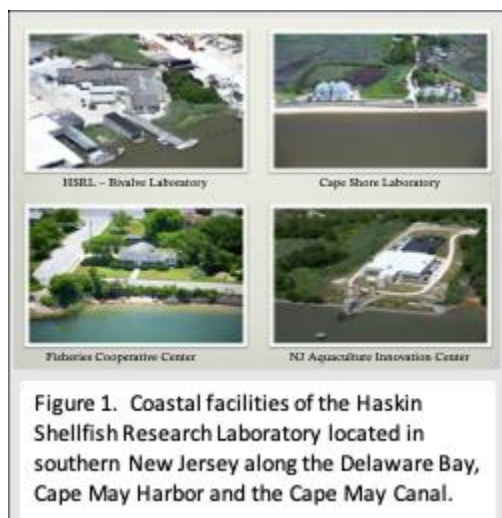 HSRL – Bivalve Laboratory
Cape Shore Laboratory
Fisheries Cooperative Center
NJ Aquaculture Innovation Center
Figure 1. Coastal facilities of the Haskin
Shellfish Research Laboratory located in
southern New Jersey along the Delaware Bay,
Cape May Harbor and the Cape May Canal.